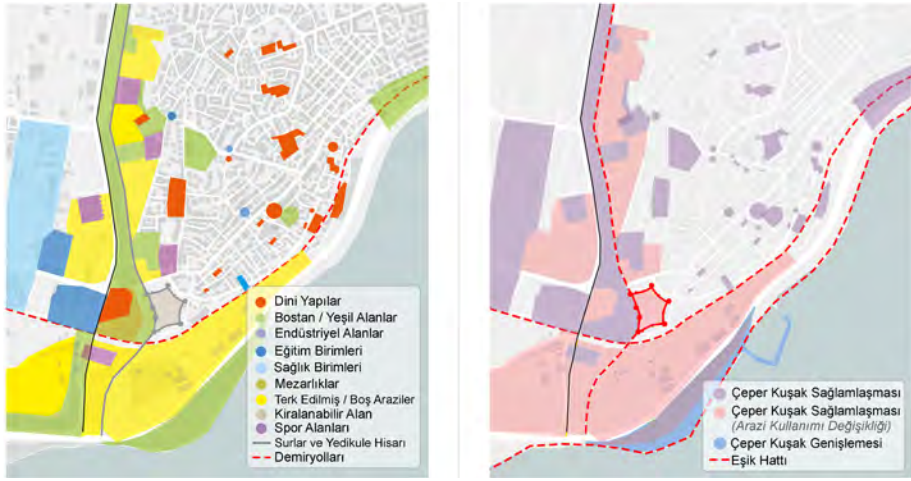 Dini Yapılar
Bostan / Yeşil Alanlar
Endüstriyel Alanlar
Eğitim Birimleri
Sağlık Birimleri
Mezarlıklar
Terk Edilmiş / Boş Araziler
Kiralanabilir Alan
Spor Alanları
Surlar ve Yedikule Hisarı
Demiryolları
Çeper Kuşak Sağlamlaşması
Çeper Kuşak Sağlamlaşması
(Arazi Kullanımı Değişikliği)
Çeper Kuşak Genişlemesi
Eşik Hattı